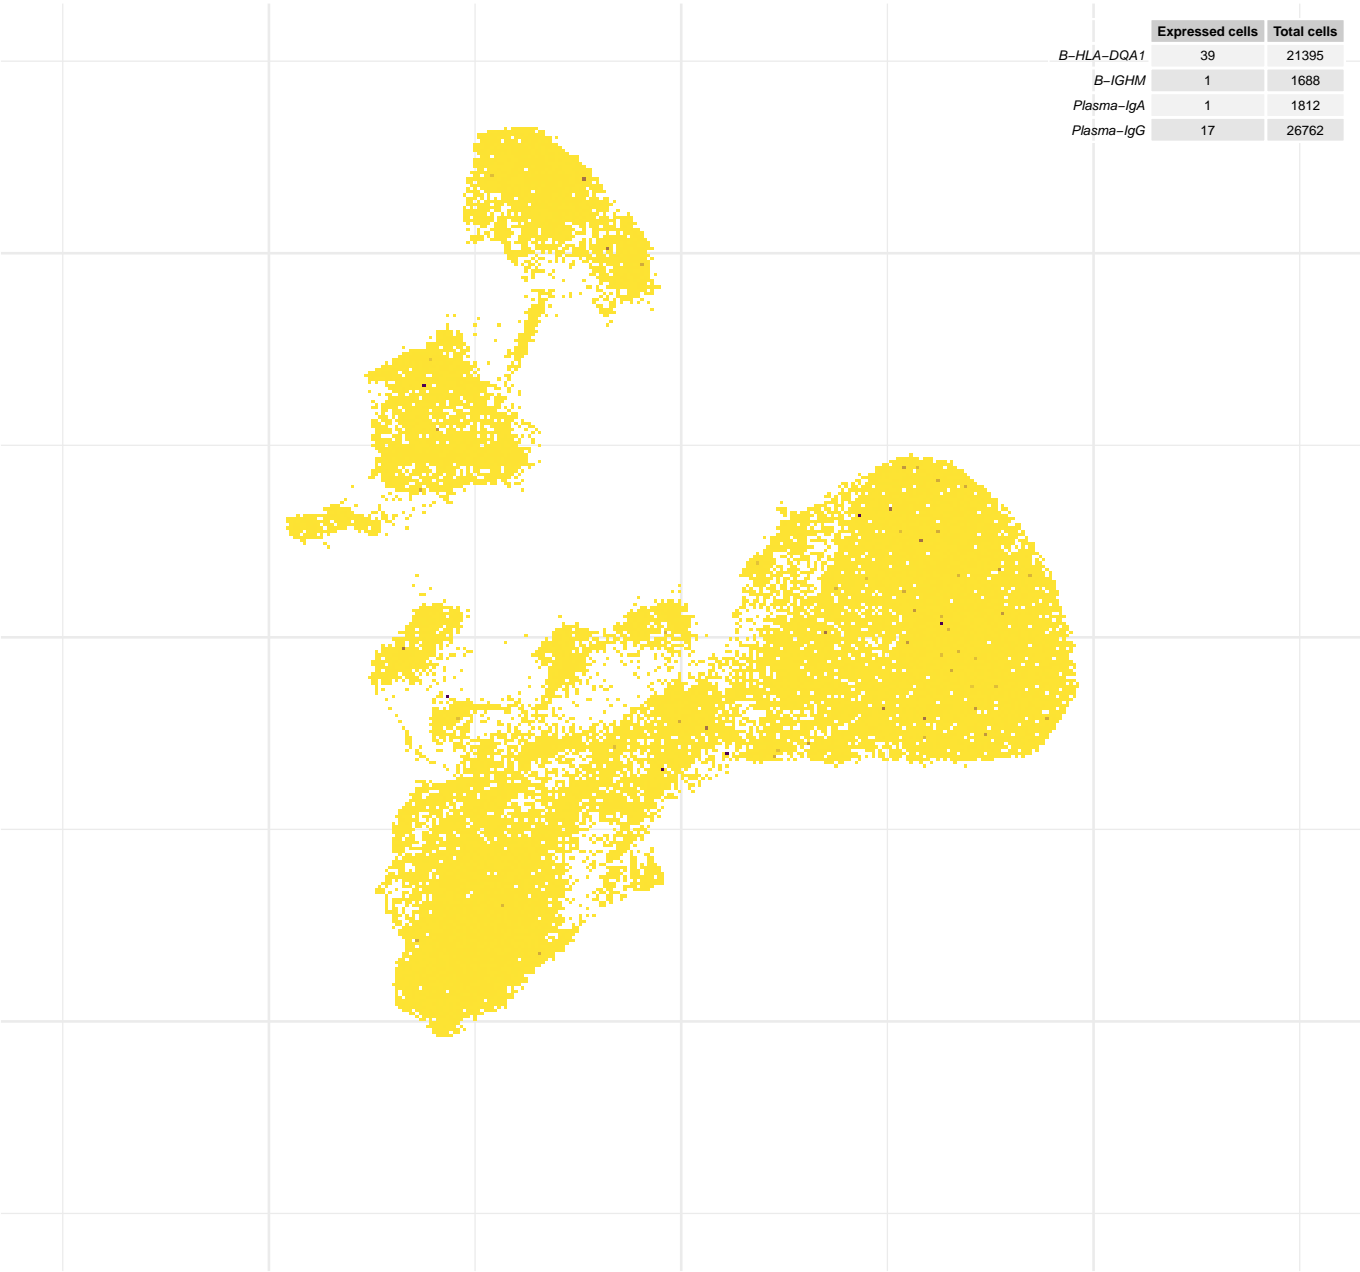 Expressed cells Total cells
B−HLA−DQA1 39 21395
B−IGHM 1 1688
Plasma−IgA 1 1812
Plasma−IgG 17 26762